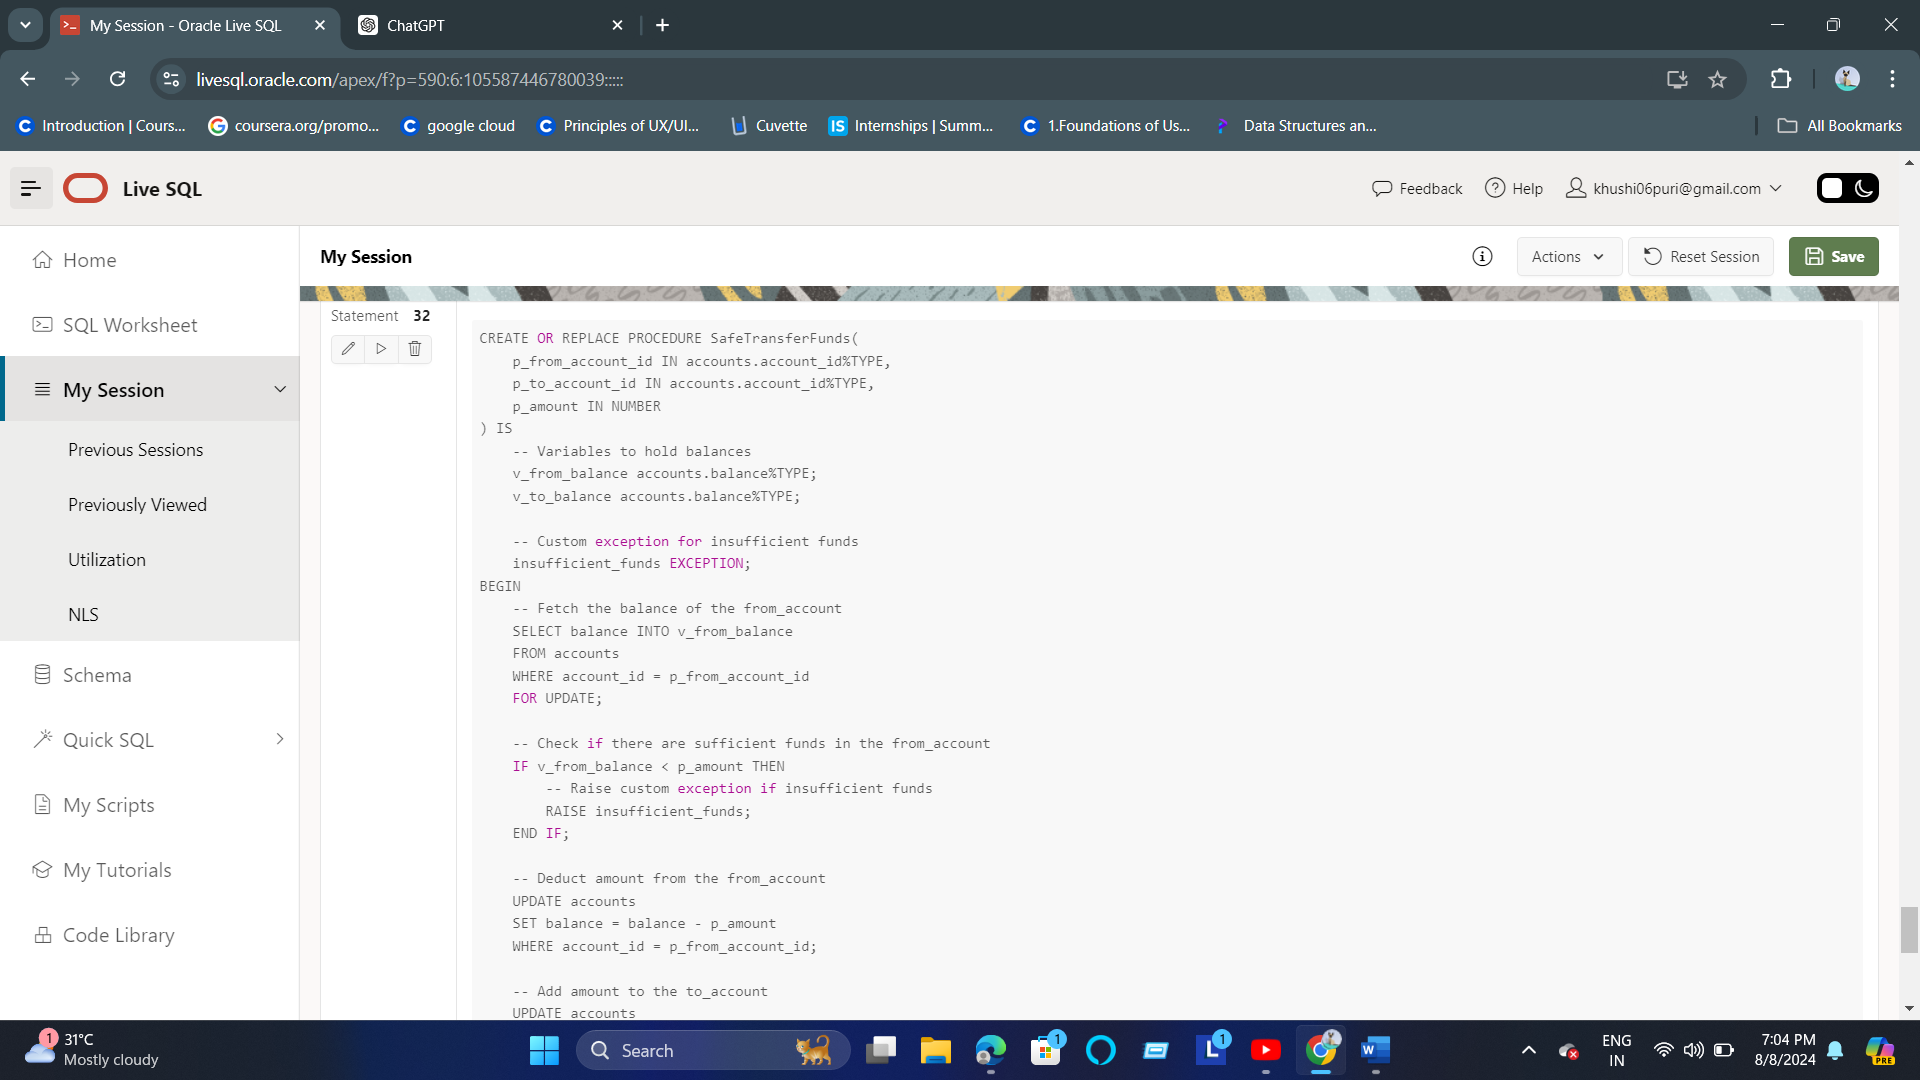 My Session - Oracle Live SQL
ChatGPT
livesql.oracle.com/apex/f?p=590:6:105587446780039:::::
Introduction | Cours...
coursera.org/promo...
google cloud
Principles of UX/UI...
Cuvette
Internships | Summ...
1.Foundations of Us...
Data Structures an...
All Bookmarks
Live SQL
Feedback
Help
khushi06puri@gmail.com
Home
SQL Worksheet
My Session
Previous Sessions
Previously Viewed
Utilization
NLS
Schema
Quick SQL
My Scripts
My Tutorials
Code Library
My Session
Actions
Reset Session
Save
Statement 32
CREATE OR REPLACE PROCEDURE SafeTransferFunds(
p_from_account_id IN accounts.account_id%TYPE,
p_to_account_id IN accounts.account_id%TYPE,
p_amount IN NUMBER
) IS
-- Variables to hold balances
v_from_balance accounts.balance%TYPE;
v_to_balance accounts.balance%TYPE;
-- Custom exception for insufficient funds
insufficient_funds EXCEPTION;
BEGIN
-- Fetch the balance of the from_account
SELECT balance INTO v_from_balance
FROM accounts
WHERE account_id = p_from_account_id
FOR UPDATE;
-- Check if there are sufficient funds in the from_account
IF v_from_balance < p_amount THEN
-- Raise custom exception if insufficient funds
RAISE insufficient_funds;
END IF;
-- Deduct amount from the from_account
UPDATE accounts
SET balance = balance - p_amount
WHERE account_id = p_from_account_id;
-- Add amount to the to_account
UPDATE accounts
1
31°C
Mostly cloudy
Search
1
1
ENG
IN
7:04 PM
8/8/2024